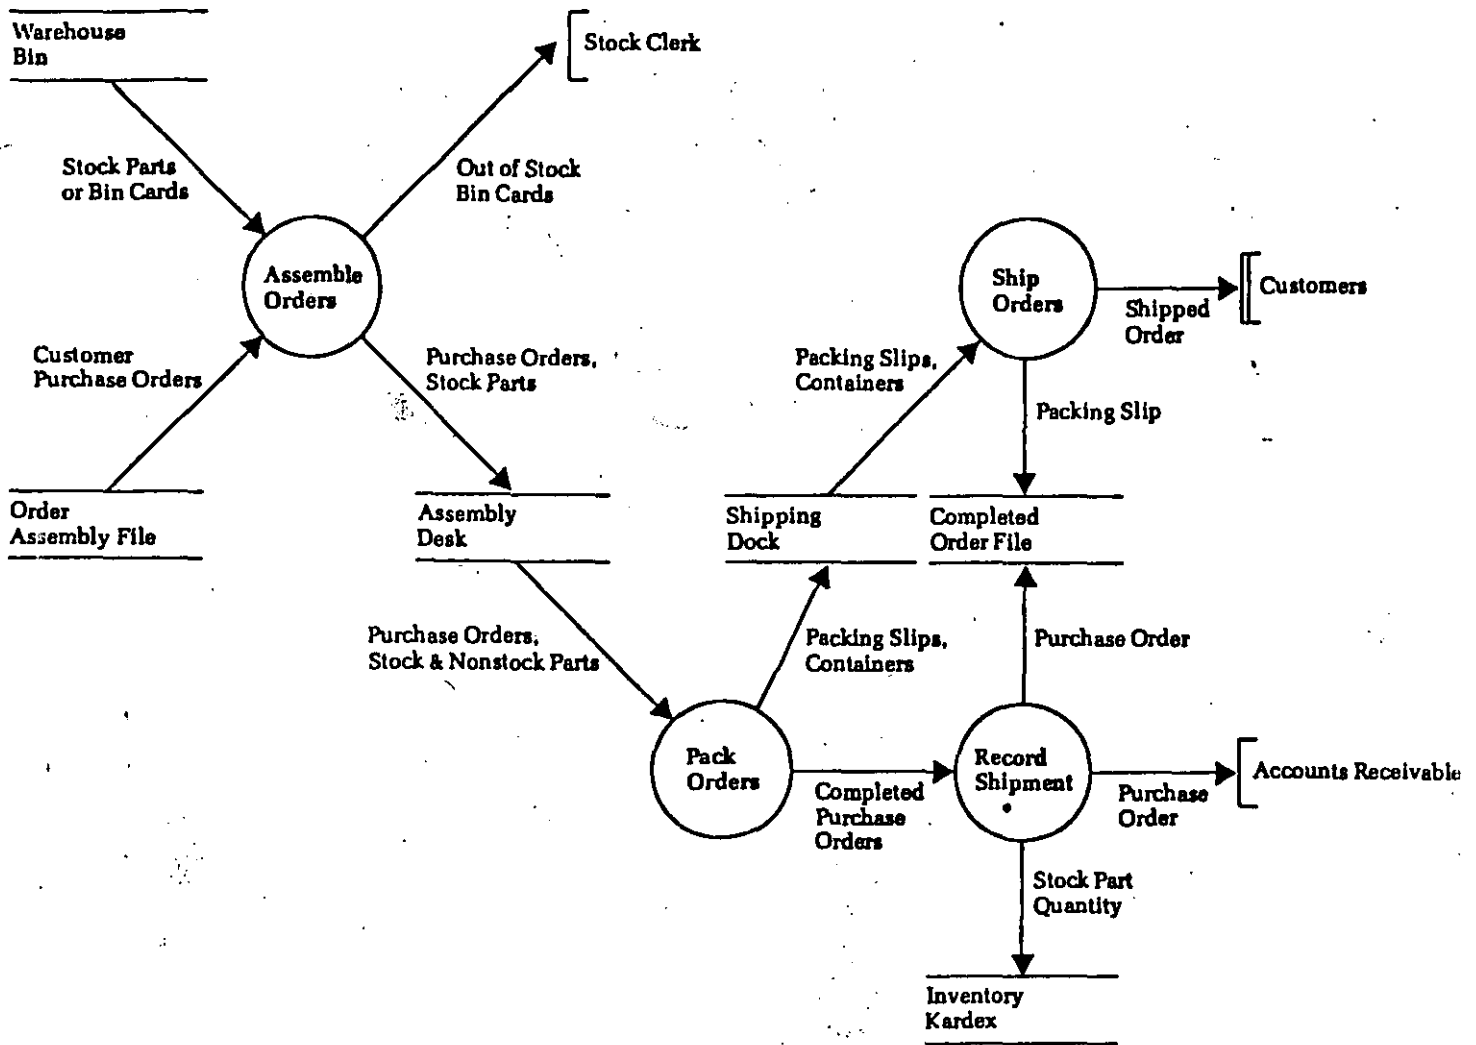 Warehouse
Bin
Stock Clerk
Stock Parts
or Bin Cards
Out of Stock
Bin Cards
Assemble
Orders
Ship
Orders
Customers
Shipped
Order
Customer
Purchase Orders
Purchase Orders,
Stock Parts
Packing Slips,
Containers
Packing Slip
Order
Assembly File
Assembly
Desk
Shipping
Dock
Completed
Order File
Purchase Orders,
Stock & Nonstock Parts
Packing Slips,
Containers
Purchase Order
Pack
Orders
Record
Shipment
Accounts Receivable
Completed
Purchase
Orders
Purchase
Order
Stock Part
Quantity
Inventory
Kardex